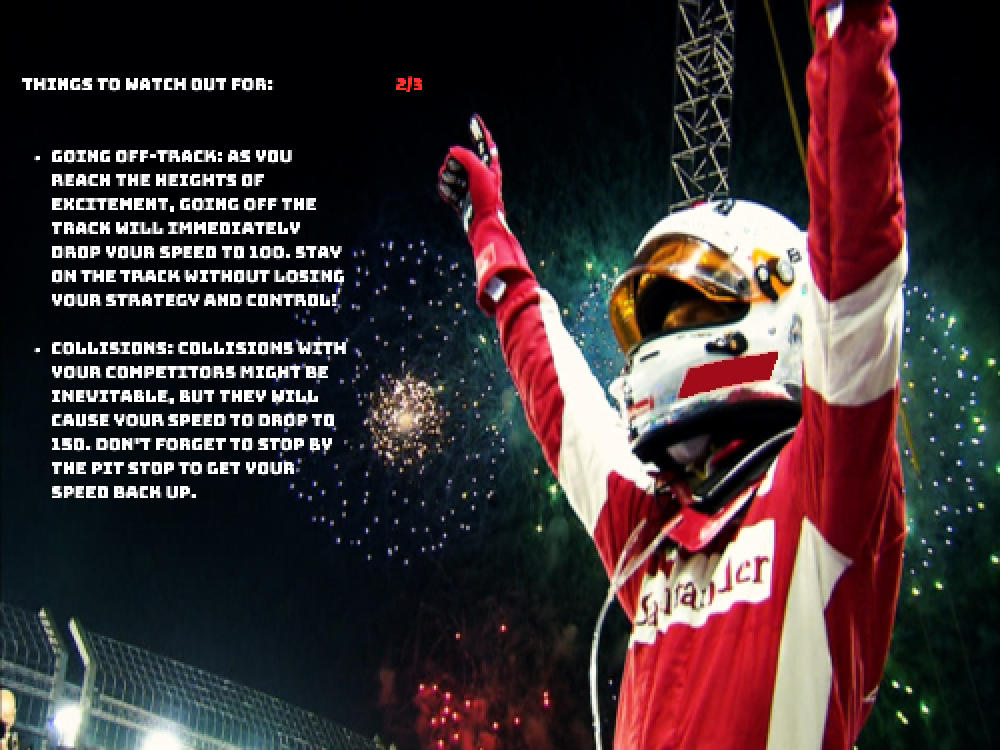 THINGS TO WATCH OUT FOR:
2/3
• GOING OFF-TRACK: AS YOU
REACH THE HEIGHTS OF
EXCITEMENT, GOING OFF THE
TRACK WILL IMMEDIATELY
DROP YOUR SPEED TO 100. STAY
ON THE TRACK WITHOUT LOSING
YOUR STRATEGY AND CONTROL!
• COLLISIONS: COLLISIONS WITH
YOUR COMPETITORS MIGHT BE
INEVITABLE, BUT THEY WILL
CAUSE YOUR SPEED TO DROP TO
150. DON'T FORGET TO STOP BY
THE PIT STOP TO GET YOUR
SPEED BACK UP.
Santander